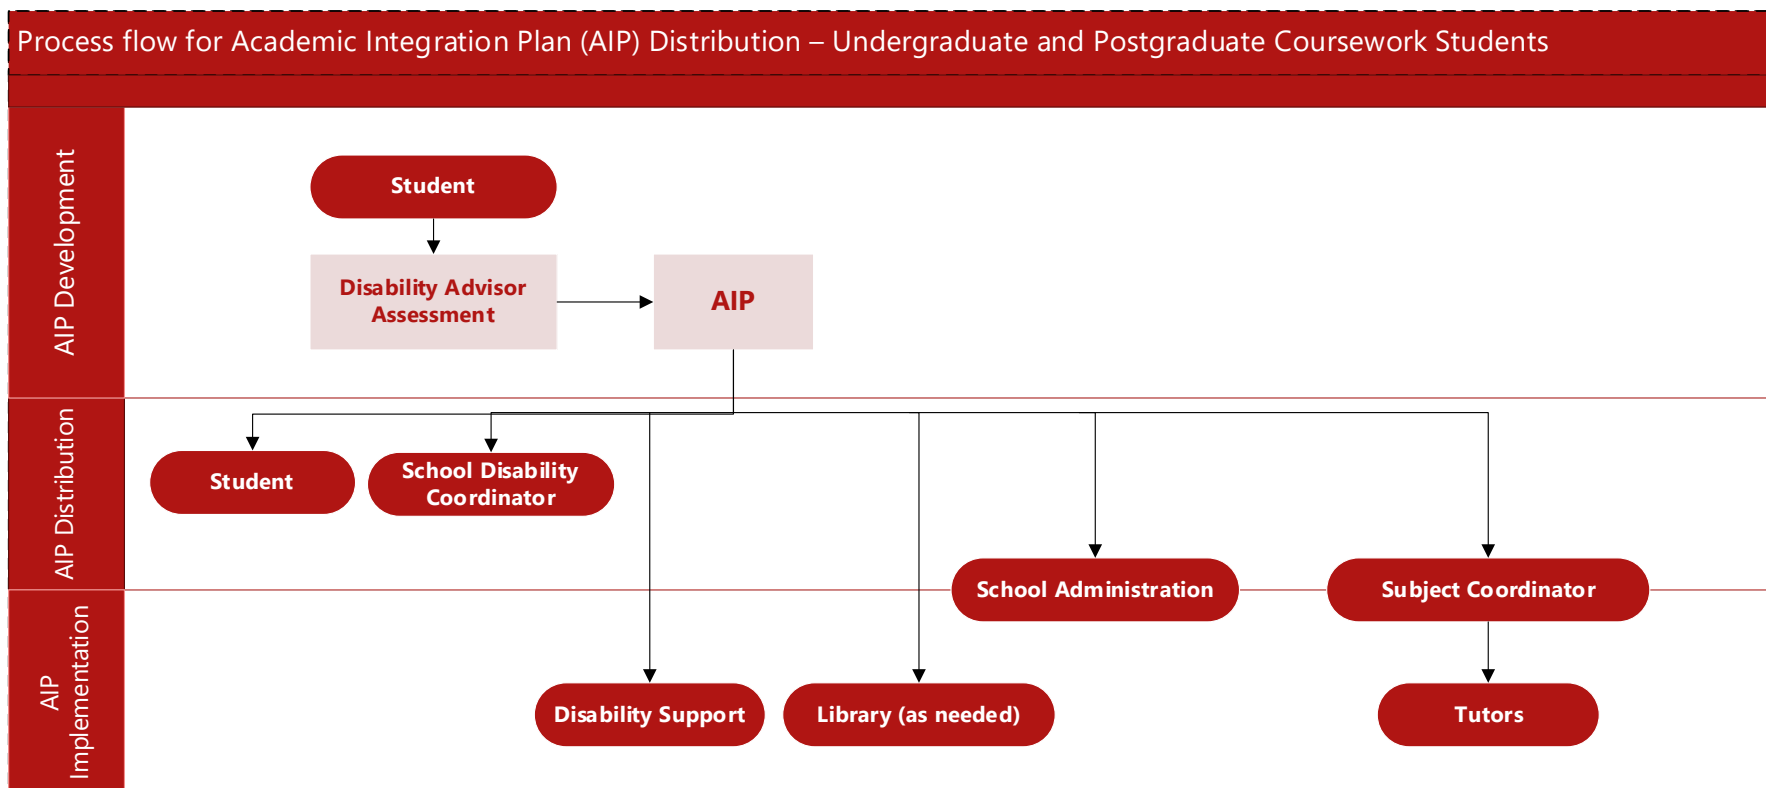 Process flow for Academic Integration Plan (AIP) Distribution – Undergraduate and Postgraduate Coursework Students
AIP Development
Student
Disability Advisor
Assessment
AIP
AIP Distribution
Student
School Disability
Coordinator
School Administration
Subject Coordinator
AIP
Implementation
Disability Support
Library (as needed)
Tutors